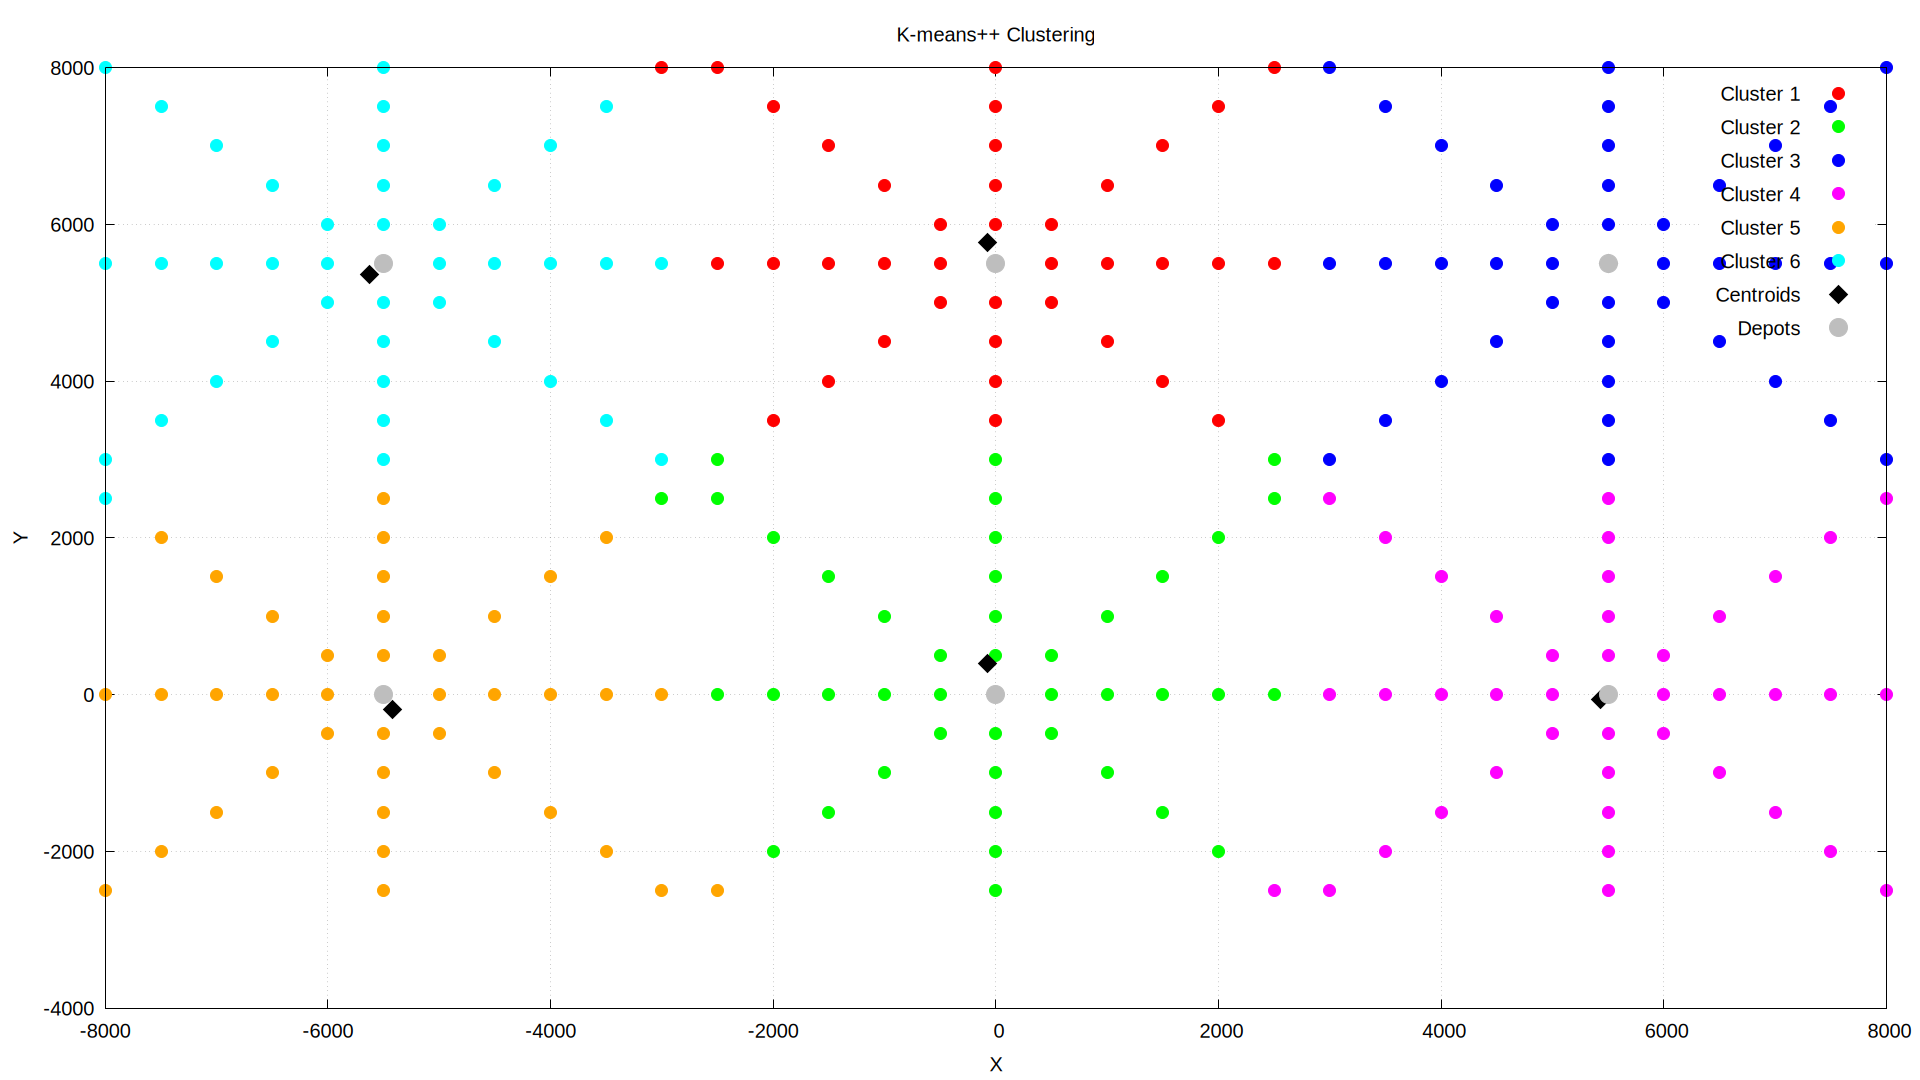 K-means++ Clustering
8000
6000
4000
2000
0
-2000
-4000
-8000 -6000 -4000 -2000 0 2000 4000 6000 8000
X
Y
Cluster 1
Cluster 2
Cluster 3
Cluster 4
Cluster 5
Cluster 6
Centroids
Depots